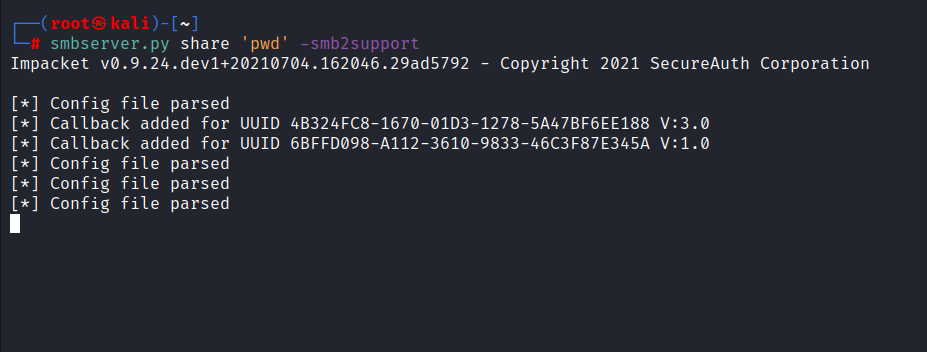 ┌──(root㉿kali)-[~]
└─# smbserver.py share 'pwd' -smb2support
Impacket v0.9.24.dev1+20210704.162046.29ad5792 - Copyright 2021 SecureAuth Corporation
[*] Config file parsed
[*] Callback added for UUID 4B324FC8-1670-01D3-1278-5A47BF6EE188 V:3.0
[*] Callback added for UUID 6BFFD098-A112-3610-9833-46C3F87E345A V:1.0
[*] Config file parsed
[*] Config file parsed
[*] Config file parsed